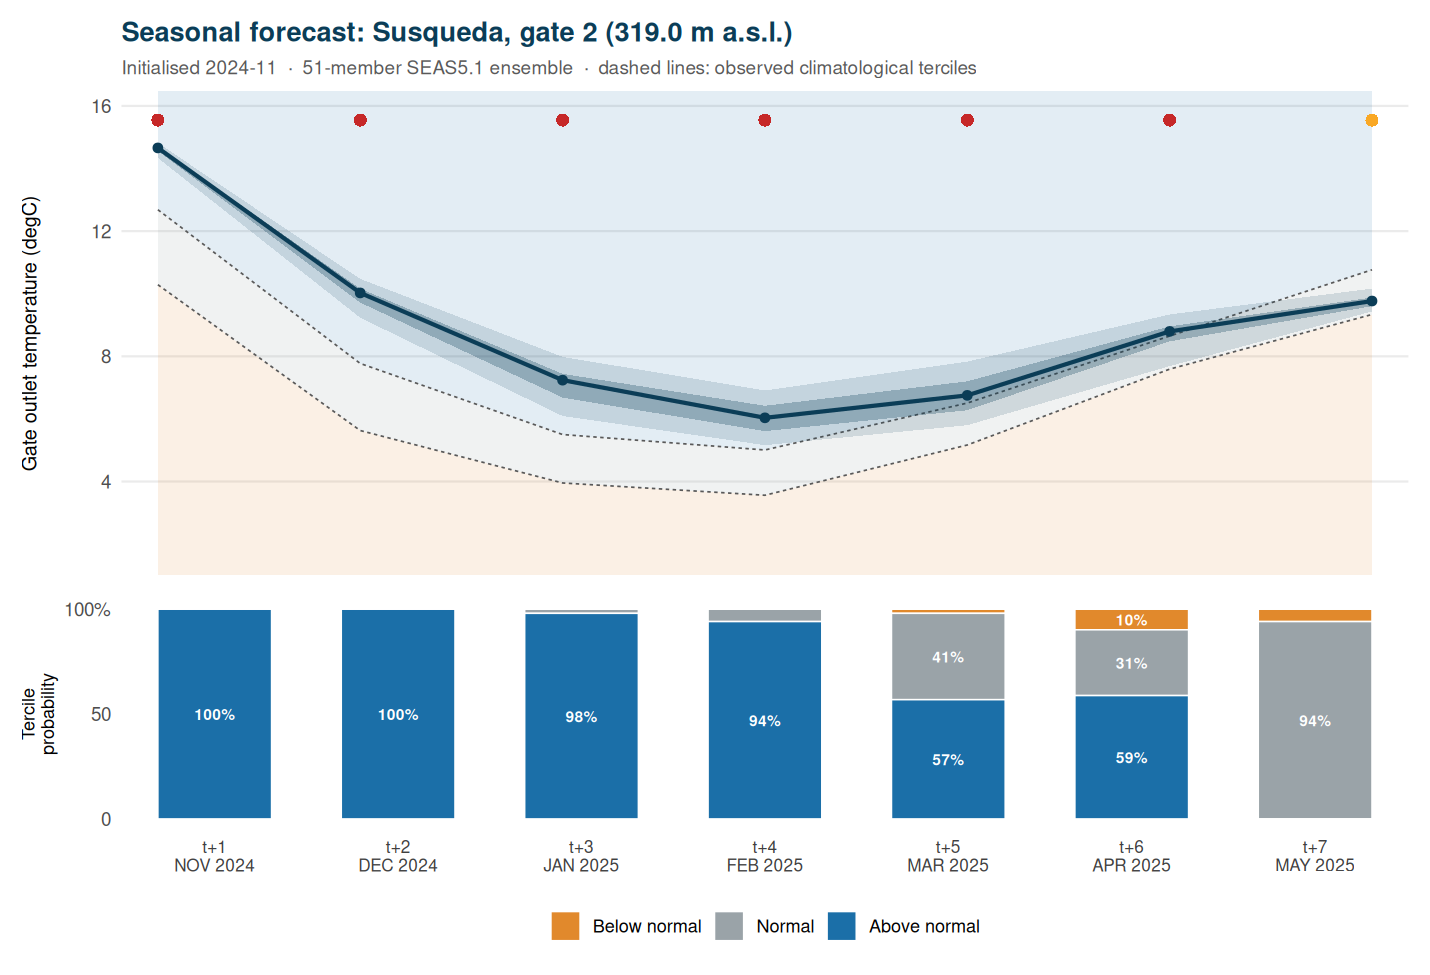 Seasonal forecast: Susqueda, gate 2 (319.0 m a.s.l.)
Initialised 2024-11 · 51-member SEAS5.1 ensemble · dashed lines: observed climatological terciles
Gate outlet temperature (degC)
16
12
8
4
Tercile
probability
100%
50
0
100%
100%
98%
94%
57%
41%
59%
31%
10%
94%
t+1
NOV 2024
t+2
DEC 2024
t+3
JAN 2025
t+4
FEB 2025
t+5
MAR 2025
t+6
APR 2025
t+7
MAY 2025
Below normal
Normal
Above normal